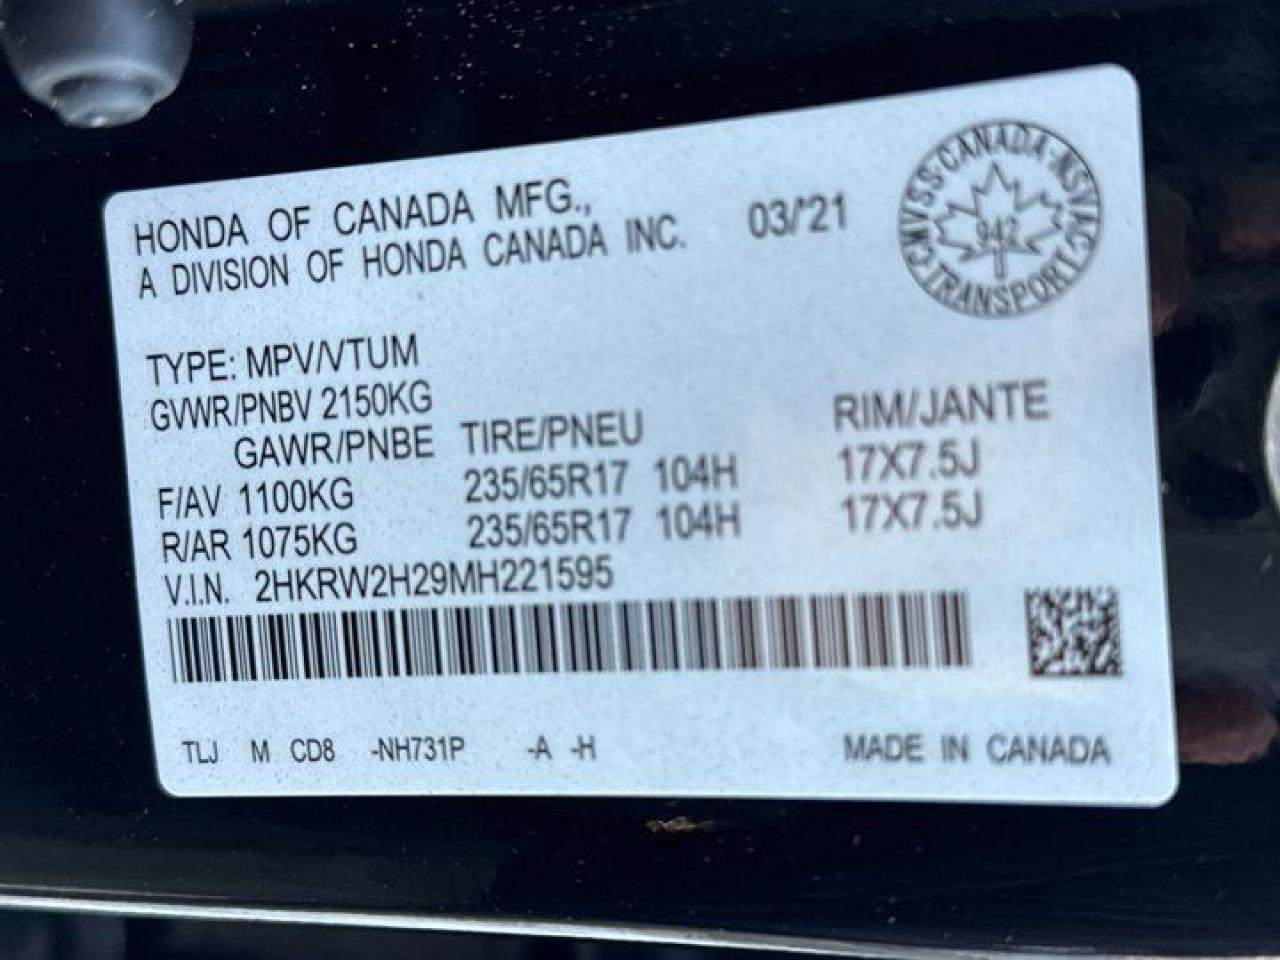 HONDA OF CANADA MFG.,
A DIVISION OF HONDA CANADA INC.
03/'21
CMVSS·CANADA·NSVAC·TRANSPORT·
942
TYPE: MPV/VTUM
GVWR/PNBV 2150KG
GAWR/PNBE TIRE/PNEU RIM/JANTE
F/AV 1100KG 235/65R17 104H 17X7.5J
R/AR 1075KG 235/65R17 104H 17X7.5J
V.I.N. 2HKRW2H29MH221595
TLJ M CD8 -NH731P -A -H MADE IN CANADA